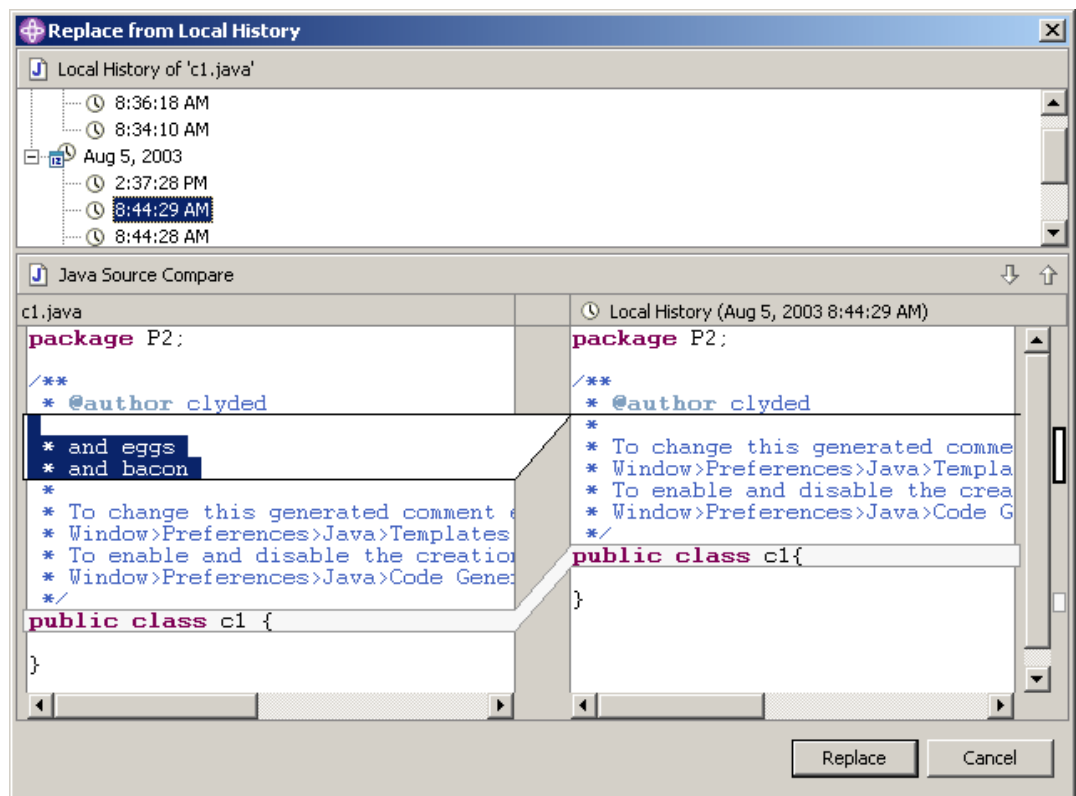 Replace from Local History
Local History of 'c1.java'
8:36:18 AM
8:34:10 AM
Aug 5, 2003
2:37:28 PM
8:44:29 AM
8:44:28 AM
Java Source Compare
c1.java
package P2;
/**
* @author clyded
* and eggs
* and bacon
*
* To change this generated comment
* Window>Preferences>Java>Templates
* To enable and disable the creation
* Window>Preferences>Java>Code Gene
*/
public class c1 {
}
Local History (Aug 5, 2003 8:44:29 AM)
package P2;
/**
* @author clyded
*
* To change this generated comme
* Window>Preferences>Java>Templa
* To enable and disable the crea
* Window>Preferences>Java>Code G
*/
public class c1{
}
Replace
Cancel